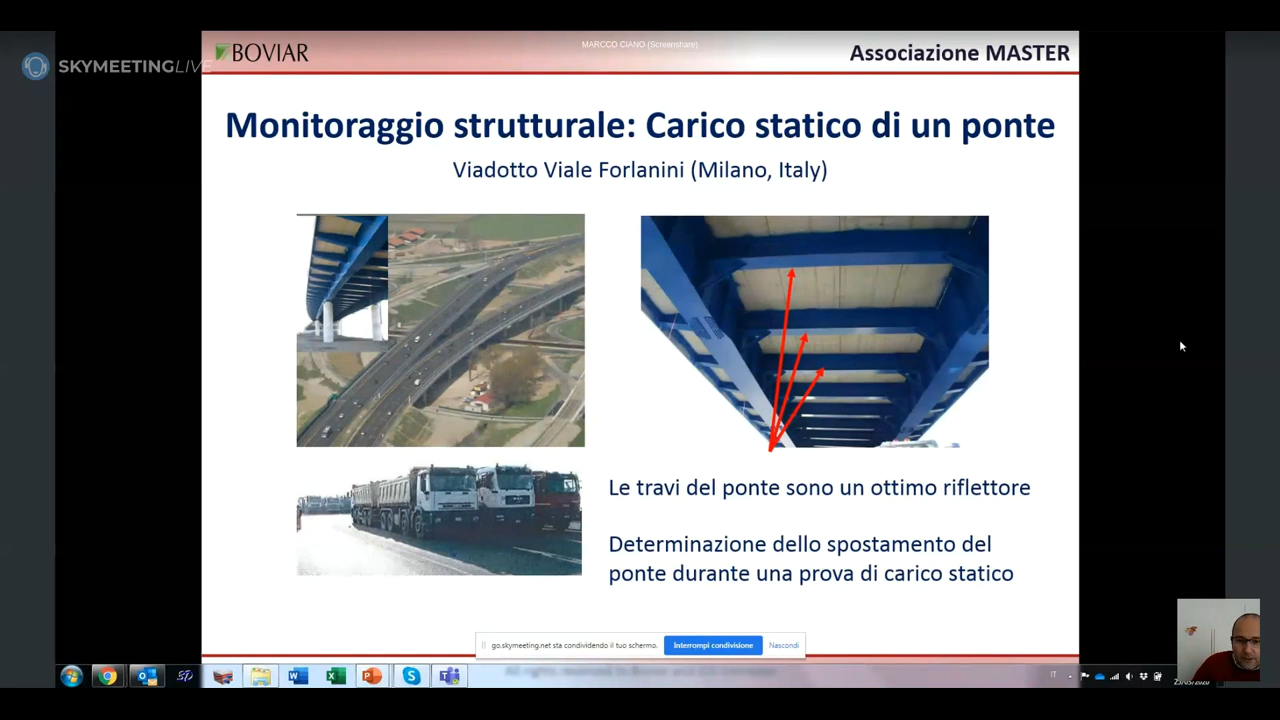 SKYMEETINGLIVE
BOVIAR
MARCCO CIANO (Screenshare)
Associazione MASTER
Monitoraggio strutturale: Carico statico di un ponte
Viadotto Viale Forlanini (Milano, Italy)
Le travi del ponte sono un ottimo riflettore
Determinazione dello spostamento del
ponte durante una prova di carico statico
go.skymeeting.net sta condividendo il tuo schermo.
Interrompi condivisione
Nascondi
IT